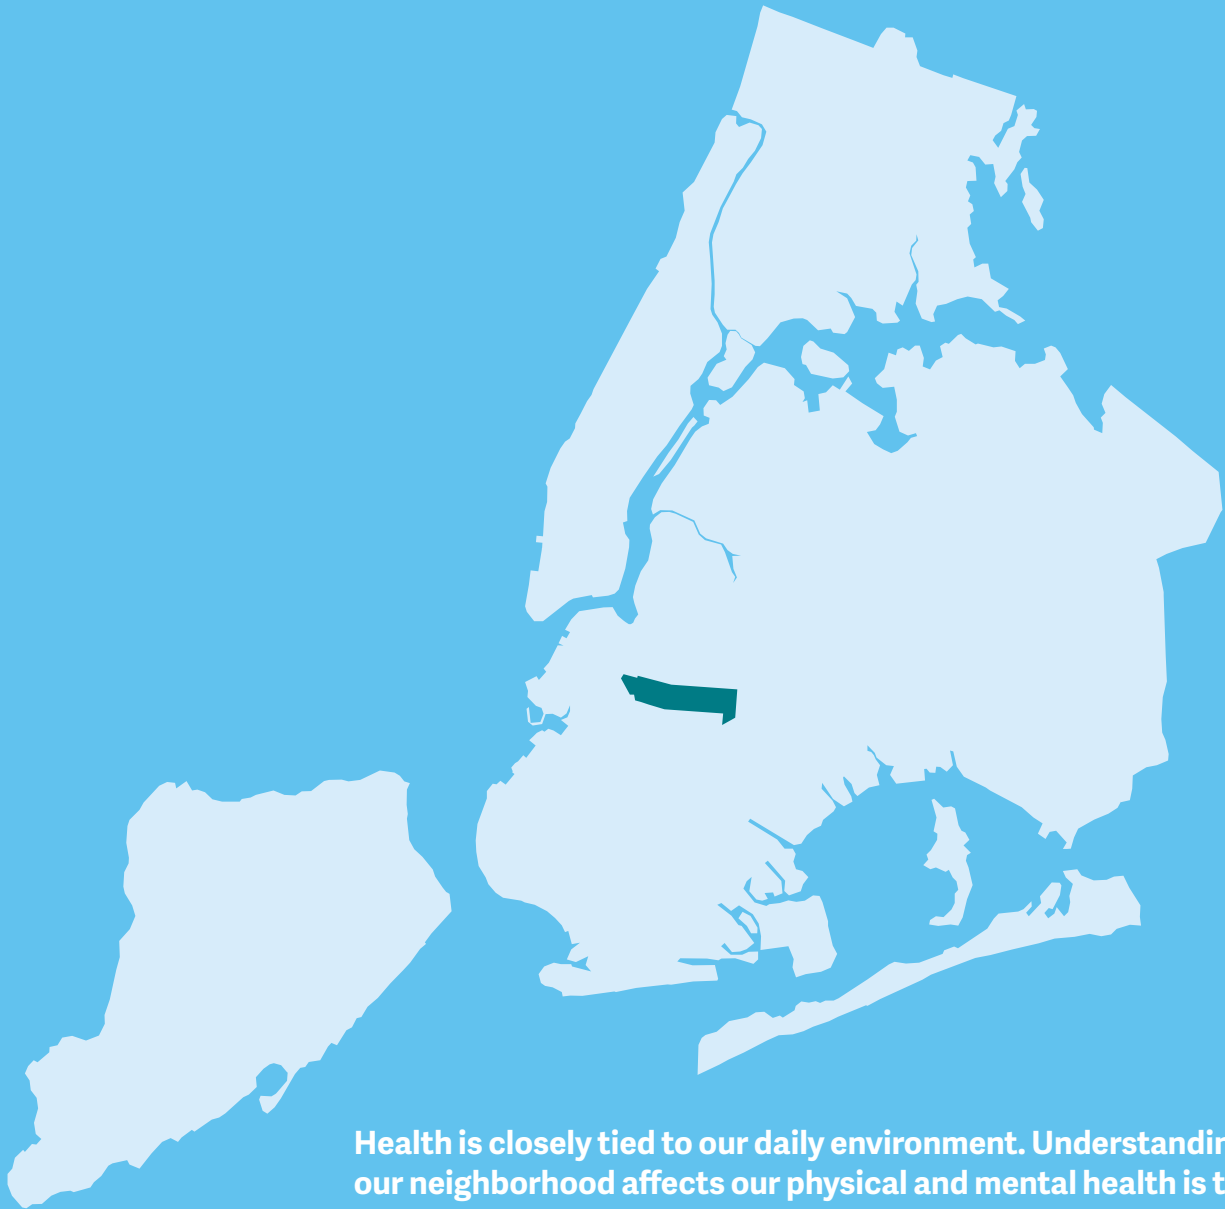 Health is closely tied to our daily environment. Understandin
our neighborhood affects our physical and mental health is t